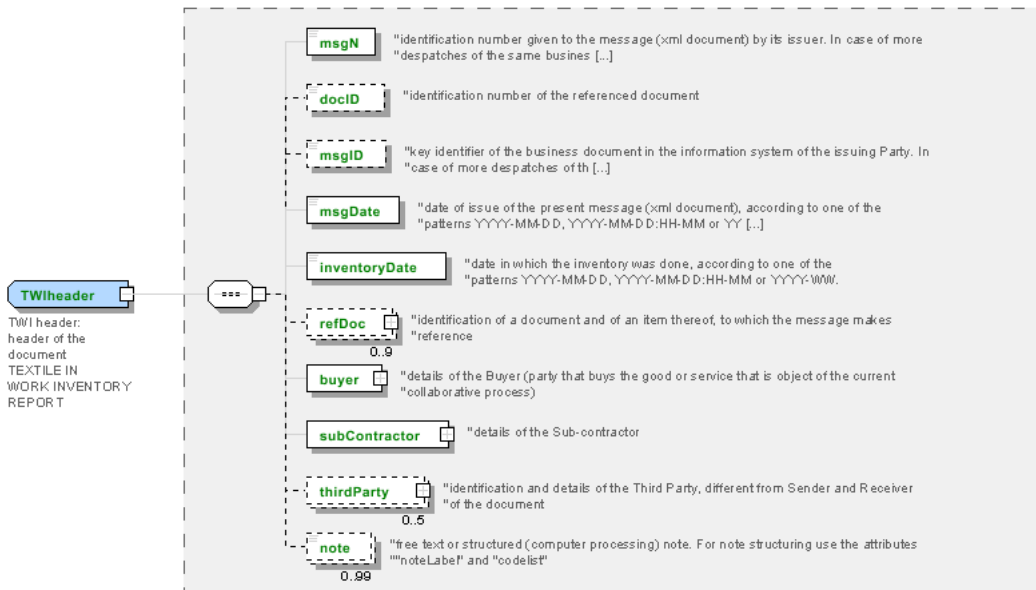 msgN
"identification number given to the message (xml document) by its issuer. In case of more
"despatches of the same busines [...]
docID
"identification number of the referenced document
msgID
"key identifier of the business document in the information system of the issuing Party. In
"case of more despatches of th [...]
msgDate
"date of issue of the present message (xml document), according to one of the
"patterns YYYY-MM-DD, YYYY-MM-DD:HH-MM or YY [...]
inventoryDate
"date in which the inventory was done, according to one of the
"patterns YYYY-MM-DD, YYYY-MM-DD:HH-MM or YYYY-WW.
TWIheader
TWI header:
header of the
document
TEXTILE IN
WORK INVENTORY
REPORT
refDoc
"identification of a document and of an item thereof, to which the message makes
"reference
0..9
buyer
"details of the Buyer (party that buys the good or service that is object of the current
"collaborative process)
subContractor
"details of the Sub-contractor
thirdParty
"identification and details of the Third Party, different from Sender and Receiver
"of the document
0..5
note
"free text or structured (computer processing) note. For note structuring use the attributes
""noteLabel" and "codelist"
0..99